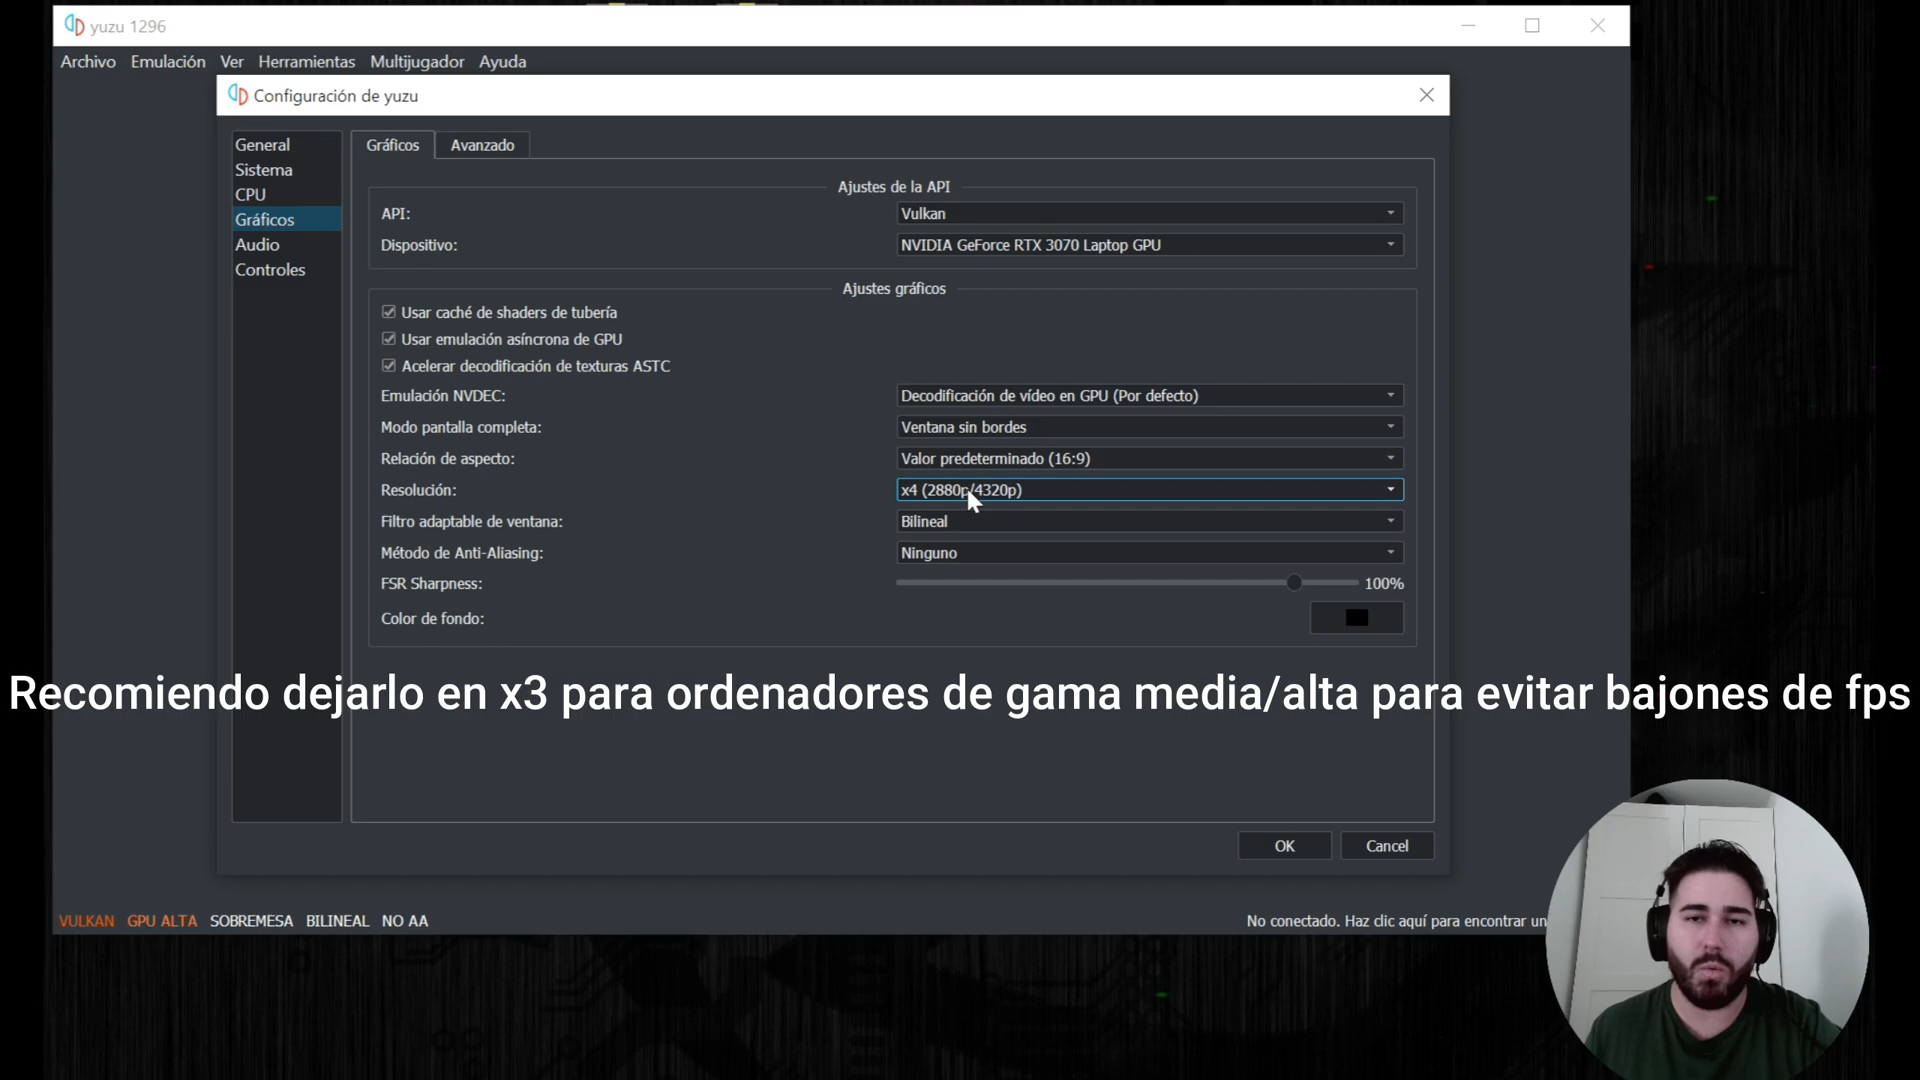 yuzu 1296
Archivo Emulación Ver Herramientas Multijugador Ayuda
Configuración de yuzu
General
Sistema
CPU
Gráficos
Audio
Controles
Gráficos Avanzado
Ajustes de la API
API: Vulkan
Dispositivo: NVIDIA GeForce RTX 3070 Laptop GPU
Ajustes gráficos
Usar caché de shaders de tubería
Usar emulación asíncrona de GPU
Acelerar decodificación de texturas ASTC
Emulación NVDEC: Decodificación de vídeo en GPU (Por defecto)
Modo pantalla completa: Ventana sin bordes
Relación de aspecto: Valor predeterminado (16:9)
Resolución: x4 (2880p/4320p)
Filtro adaptable de ventana: Bilineal
Método de Anti-Aliasing: Ninguno
FSR Sharpness: 100%
Color de fondo:
Recomiendo dejarlo en x3 para ordenadores de gama media/alta para evitar bajones de fps
OK Cancel
VULKAN GPU ALTA SOBREMESA BILINEAL NO AA No conectado. Haz clic aquí para encontrar un